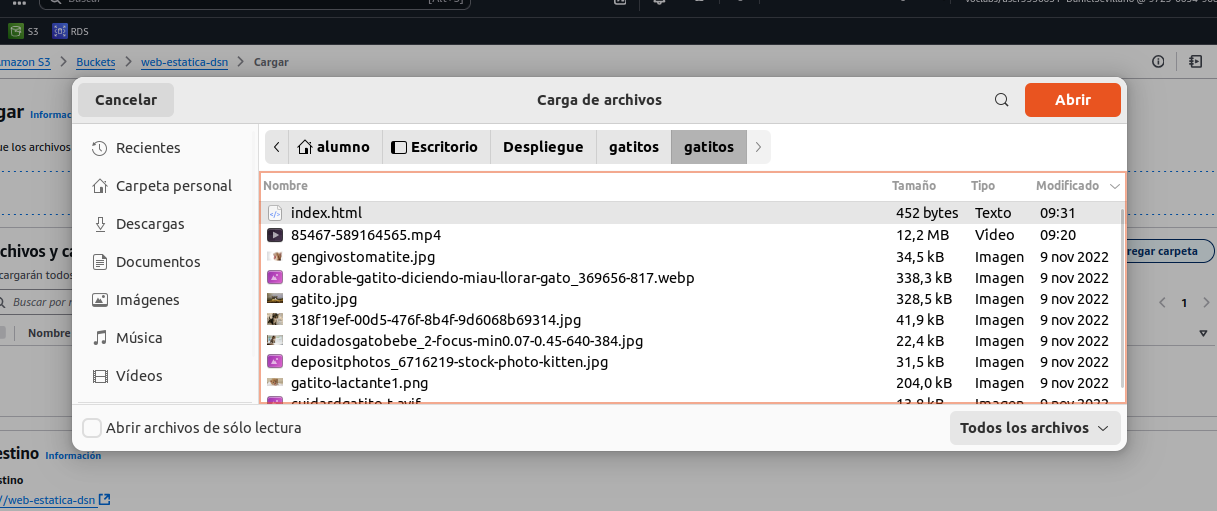 Buscar [Alt+S]
S3 RDS
Amazon S3 > Buckets > web-estatica-dsn > Cargar
Cancelar Carga de archivos Abrir
gar Informac
ue los archivos
Recientes
Carpeta personal
Descargas
Documentos
Imágenes
Música
Vídeos
alumno Escritorio Despliegue gatitos gatitos
Nombre Tamaño Tipo Modificado
index.html 452 bytes Texto 09:31
85467-589164565.mp4 12,2 MB Vídeo 09:20
gengivostomatite.jpg 34,5 kB Imagen 9 nov 2022
adorable-gatito-diciendo-miau-llorar-gato_369656-817.webp 338,3 kB Imagen 9 nov 2022
gatito.jpg 328,5 kB Imagen 9 nov 2022
318f19ef-00d5-476f-8b4f-9d6068b69314.jpg 41,9 kB Imagen 9 nov 2022
cuidadosgatobebe_2-focus-min0.07-0.45-640-384.jpg 22,4 kB Imagen 9 nov 2022
depositphotos_6716219-stock-photo-kitten.jpg 31,5 kB Imagen 9 nov 2022
gatito-lactante1.png 204,0 kB Imagen 9 nov 2022
13,8 kB Imagen 9 nov 2022
chivos y ca
regar carpeta
cargarán todos
Buscar por n
1
Nombre
Abrir archivos de sólo lectura Todos los archivos
estino Información
stino
//web-estatica-dsn